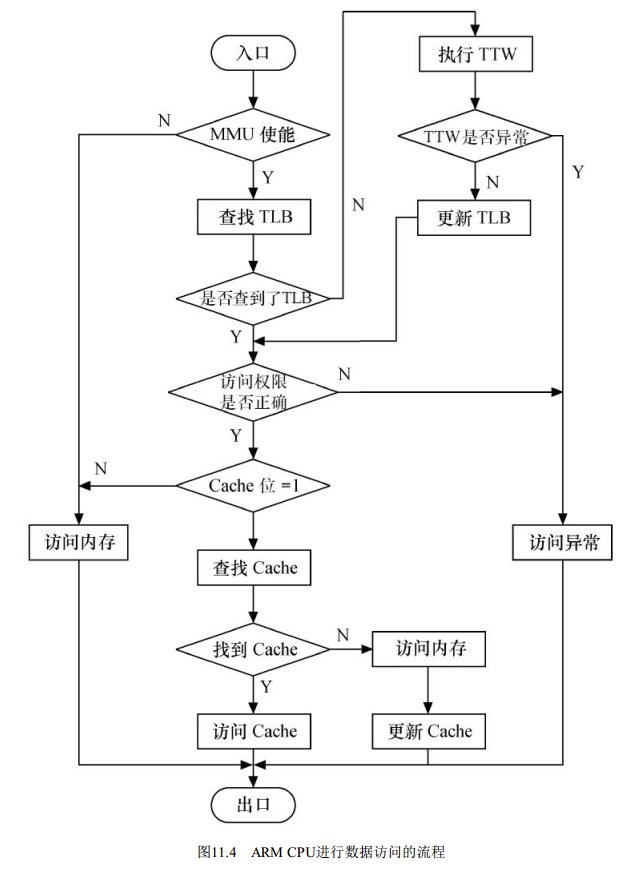 入口
执行 TTW
N
MMU 使能
TTW是否异常
Y
Y
N
查找 TLB
N
更新 TLB
是否查到了TLB
Y
访问权限
是否正确
N
Y
N
Cache 位 =1
访问内存
访问异常
查找 Cache
找到 Cache
N
访问内存
Y
访问 Cache
更新 Cache
出口
图11.4 ARM CPU进行数据访问的流程